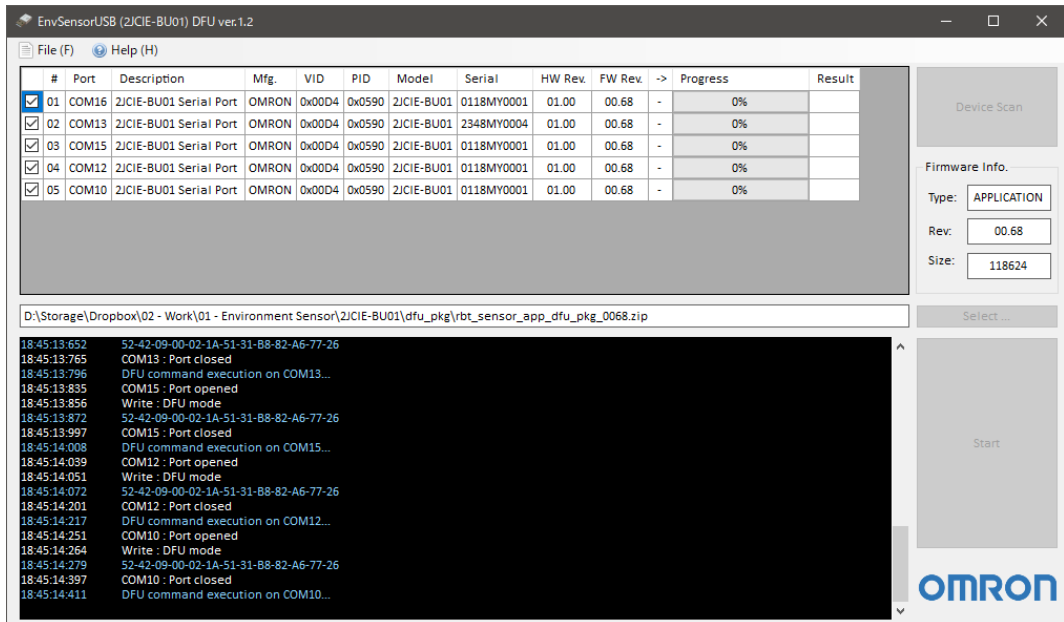 EnvSensorUSB (2JCIE-BU01) DFU ver.1.2
File (F) Help (H)
# Port Description Mfg. VID PID Model Serial HW Rev. FW Rev. -> Progress Result
01 COM16 2JCIE-BU01 Serial Port OMRON 0x00D4 0x0590 2JCIE-BU01 0118MY0001 01.00 00.68 - 0%
02 COM13 2JCIE-BU01 Serial Port OMRON 0x00D4 0x0590 2JCIE-BU01 2348MY0004 01.00 00.68 - 0%
03 COM15 2JCIE-BU01 Serial Port OMRON 0x00D4 0x0590 2JCIE-BU01 0118MY0001 01.00 00.68 - 0%
04 COM12 2JCIE-BU01 Serial Port OMRON 0x00D4 0x0590 2JCIE-BU01 0118MY0001 01.00 00.68 - 0%
05 COM10 2JCIE-BU01 Serial Port OMRON 0x00D4 0x0590 2JCIE-BU01 0118MY0001 01.00 00.68 - 0%
Device Scan
Firmware Info.
Type: APPLICATION
Rev: 00.68
Size: 118624
D:\Storage\Dropbox\02 - Work\01 - Environment Sensor\2JCIE-BU01\dfu_pkg\rbt_sensor_app_dfu_pkg_0068.zip
Select ...
18:45:13:652 52-42-09-00-02-1A-51-31-B8-82-A6-77-26
18:45:13:765 COM13 : Port closed
18:45:13:796 DFU command execution on COM13...
18:45:13:835 COM15 : Port opened
18:45:13:856 Write : DFU mode
18:45:13:872 52-42-09-00-02-1A-51-31-B8-82-A6-77-26
18:45:13:997 COM15 : Port closed
18:45:14:008 DFU command execution on COM15...
18:45:14:039 COM12 : Port opened
18:45:14:051 Write : DFU mode
18:45:14:072 52-42-09-00-02-1A-51-31-B8-82-A6-77-26
18:45:14:201 COM12 : Port closed
18:45:14:217 DFU command execution on COM12...
18:45:14:251 COM10 : Port opened
18:45:14:264 Write : DFU mode
18:45:14:279 52-42-09-00-02-1A-51-31-B8-82-A6-77-26
18:45:14:397 COM10 : Port closed
18:45:14:411 DFU command execution on COM10...
Start
OMRON